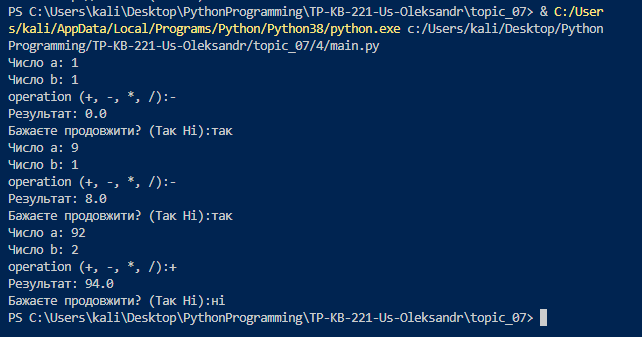 PS C:\Users\kali\Desktop\PythonProgramming\TP-KB-221-Us-Oleksandr\topic_07> & C:/User
s/kali/AppData/Local/Programs/Python/Python38/python.exe c:/Users/kali/Desktop/Python
Programming/TP-KB-221-Us-Oleksandr/topic_07/4/main.py
Число a: 1
Число b: 1
operation (+, -, *, /):-
Результат: 0.0
Бажаєте продовжити? (Так Ні):так
Число a: 9
Число b: 1
operation (+, -, *, /):-
Результат: 8.0
Бажаєте продовжити? (Так Ні):так
Число a: 92
Число b: 2
operation (+, -, *, /):+
Результат: 94.0
Бажаєте продовжити? (Так Ні):ні
PS C:\Users\kali\Desktop\PythonProgramming\TP-KB-221-Us-Oleksandr\topic_07>